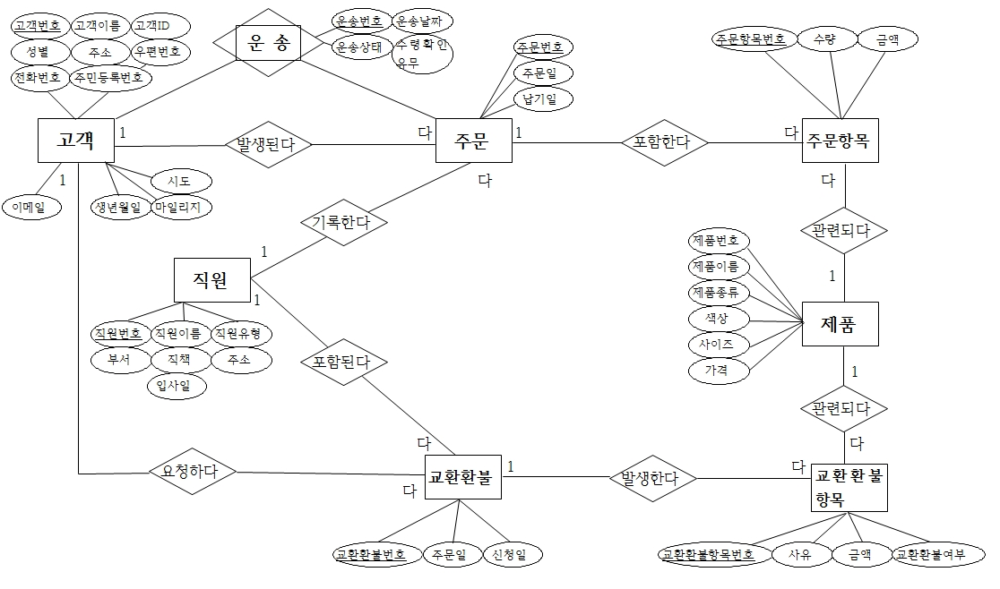 고객번호 고객이름 고객ID
성별 주소 우편번호
전화번호 주민등록번호
운 송
운송번호 운송날짜
운송상태 수령확인
유무
주문번호
주문일
납기일
주문항목번호 수량 금액
고객 1 발생된다 다 주문 1 포함한다 다 주문항목
1
이메일 생년월일 마일리지
시도
다
다
기록한다
관련되다
1
직원
1
1
직원번호 직원이름 직원유형
부서 직책 주소
입사일
제품번호
제품이름
제품종류
색상
사이즈
가격
제품
1
포함된다
관련되다
다
다
요청하다 다 교환환불 1 발생한다 다 교환환불
항목
교환환불번호 주문일 신청일
교환환불항목번호 사유 금액 교환환불여부